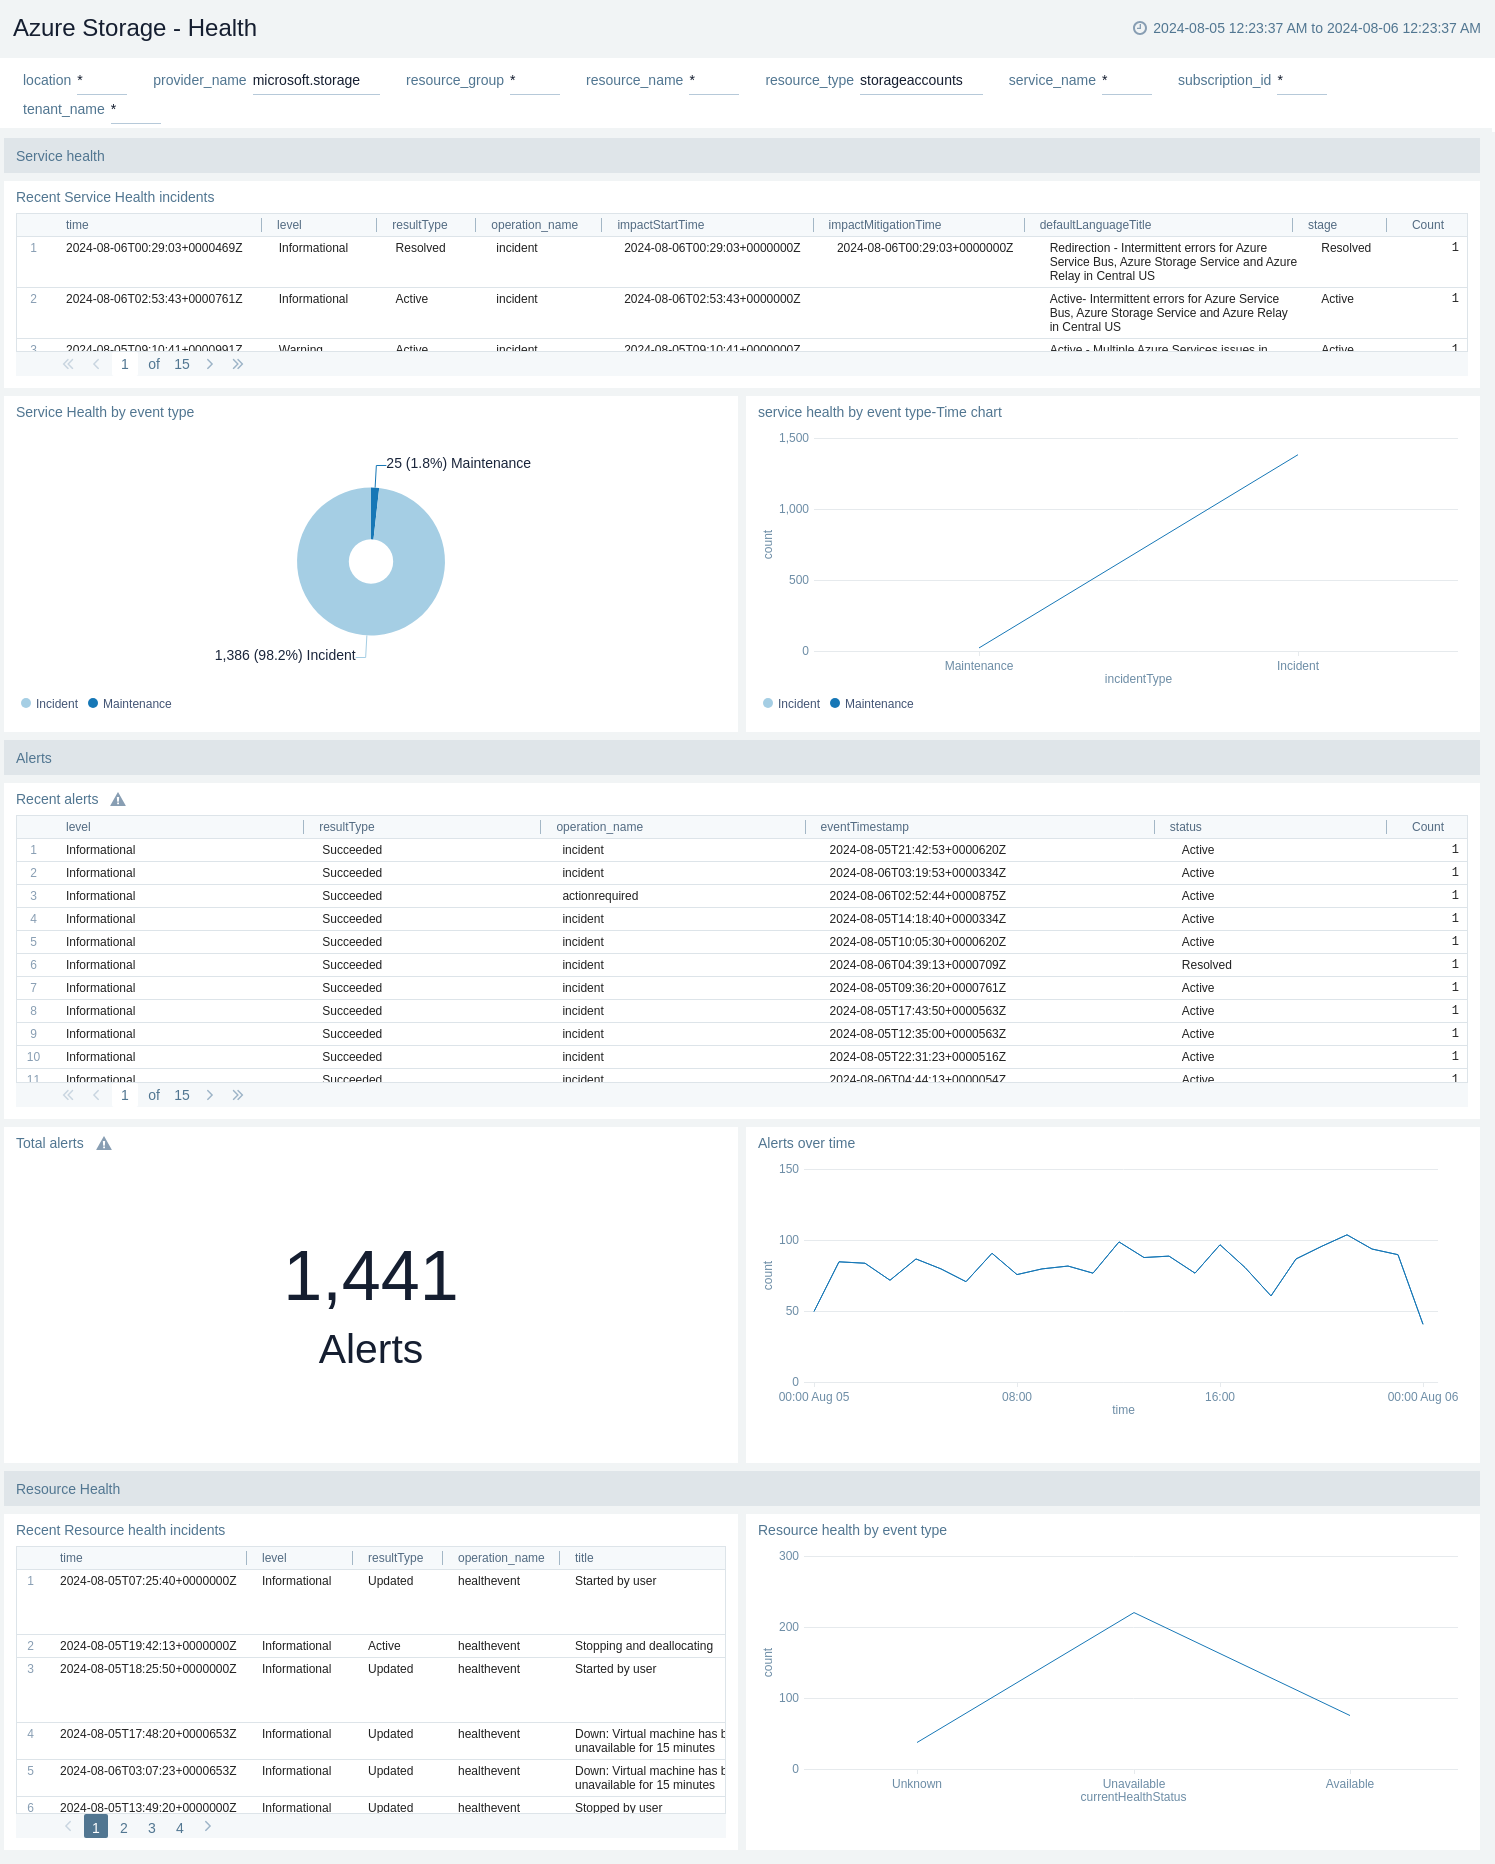 Azure Storage - Health
2024-08-05 12:23:37 AM to 2024-08-06 12:23:37 AM
location * provider_name microsoft.storage resource_group * resource_name * resource_type storageaccounts service_name * subscription_id *
tenant_name *
Service health
Recent Service Health incidents
time level resultType operation_name impactStartTime impactMitigationTime defaultLanguageTitle stage Count
1 2024-08-06T00:29:03+0000469Z Informational Resolved incident 2024-08-06T00:29:03+0000000Z 2024-08-06T00:29:03+0000000Z Redirection - Intermittent errors for Azure Resolved 1
Service Bus, Azure Storage Service and Azure
Relay in Central US
2 2024-08-06T02:53:43+0000761Z Informational Active incident 2024-08-06T02:53:43+0000000Z Active- Intermittent errors for Azure Service Active 1
Bus, Azure Storage Service and Azure Relay
in Central US
3 2024-08-05T09:10:41+0000991Z Warning Active incident 2024-08-05T09:10:41+0000000Z Active - Multiple Azure Services issues in Active 1
1 of 15
Service Health by event type
25 (1.8%) Maintenance
1,386 (98.2%) Incident
Incident Maintenance
service health by event type-Time chart
1,500
1,000
500
0
count
Maintenance Incident
incidentType
Incident Maintenance
Alerts
Recent alerts
level resultType operation_name eventTimestamp status Count
1 Informational Succeeded incident 2024-08-05T21:42:53+0000620Z Active 1
2 Informational Succeeded incident 2024-08-06T03:19:53+0000334Z Active 1
3 Informational Succeeded actionrequired 2024-08-06T02:52:44+0000875Z Active 1
4 Informational Succeeded incident 2024-08-05T14:18:40+0000334Z Active 1
5 Informational Succeeded incident 2024-08-05T10:05:30+0000620Z Active 1
6 Informational Succeeded incident 2024-08-06T04:39:13+0000709Z Resolved 1
7 Informational Succeeded incident 2024-08-05T09:36:20+0000761Z Active 1
8 Informational Succeeded incident 2024-08-05T17:43:50+0000563Z Active 1
9 Informational Succeeded incident 2024-08-05T12:35:00+0000563Z Active 1
10 Informational Succeeded incident 2024-08-05T22:31:23+0000516Z Active 1
11 Informational Succeeded incident 2024-08-06T04:44:13+0000054Z Active 1
1 of 15
Total alerts
1,441
Alerts
Alerts over time
150
100
50
0
count
00:00 Aug 05 08:00 16:00 00:00 Aug 06
time
Resource Health
Recent Resource health incidents
time level resultType operation_name title
1 2024-08-05T07:25:40+0000000Z Informational Updated healthevent Started by user
2 2024-08-05T19:42:13+0000000Z Informational Active healthevent Stopping and deallocating
3 2024-08-05T18:25:50+0000000Z Informational Updated healthevent Started by user
4 2024-08-05T17:48:20+0000653Z Informational Updated healthevent Down: Virtual machine has b
unavailable for 15 minutes
5 2024-08-06T03:07:23+0000653Z Informational Updated healthevent Down: Virtual machine has b
unavailable for 15 minutes
6 2024-08-05T13:49:20+0000000Z Informational Updated healthevent Stopped by user
1 2 3 4
Resource health by event type
300
200
100
0
count
Unknown Unavailable Available
currentHealthStatus